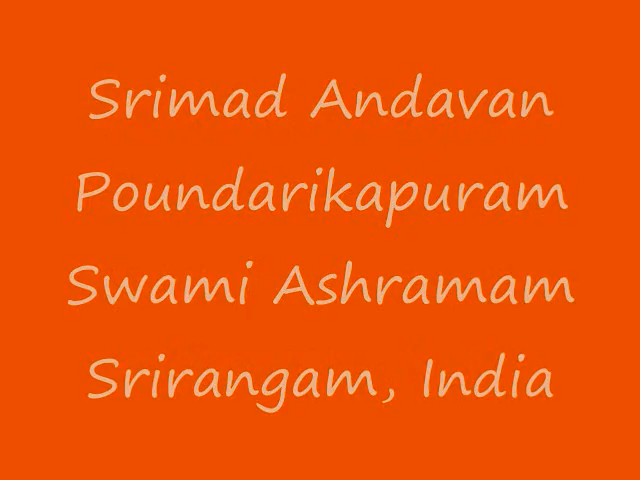 Srimad Andavan
Poundarikapuram
Swami Ashramam
Srirangam, India